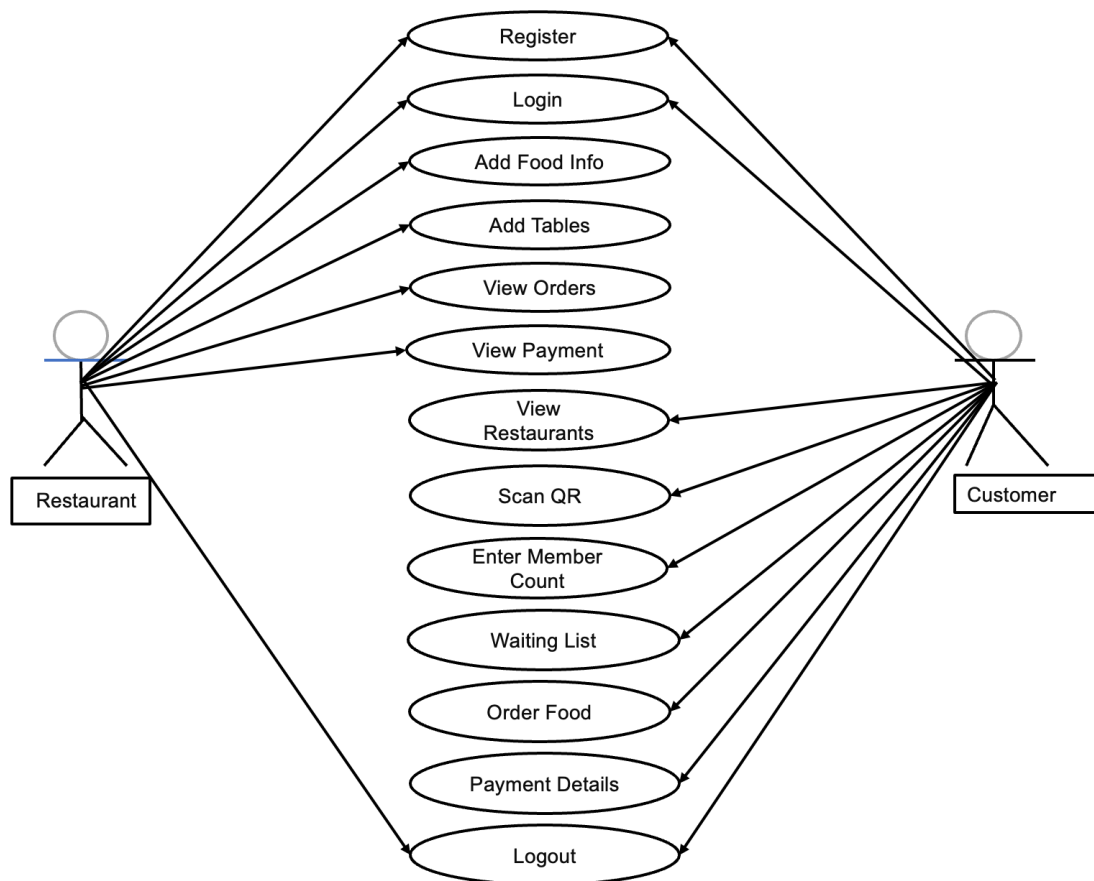 Register
Login
Add Food Info
Add Tables
View Orders
View Payment
View
Restaurants
Scan QR
Restaurant
Customer
Enter Member
Count
Waiting List
Order Food
Payment Details
Logout